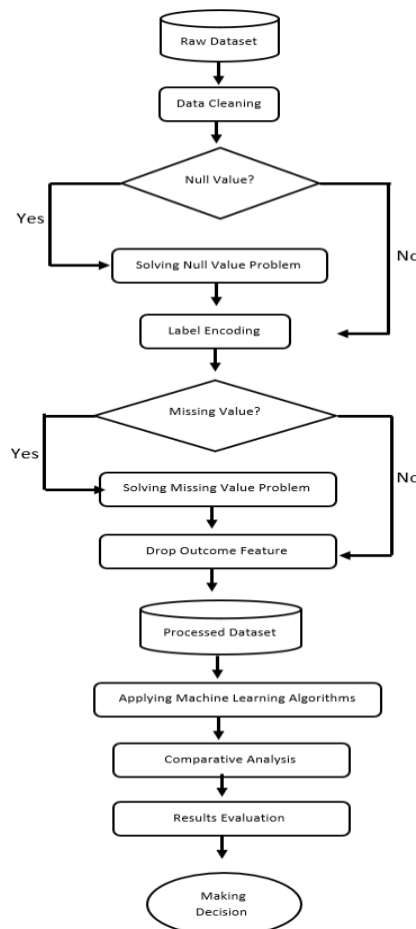 Raw Dataset
Data Cleaning
Null Value?
Yes
No
Solving Null Value Problem
Label Encoding
Missing Value?
Yes
No
Solving Missing Value Problem
Drop Outcome Feature
Processed Dataset
Applying Machine Learning Algorithms
Comparative Analysis
Results Evaluation
Making
Decision